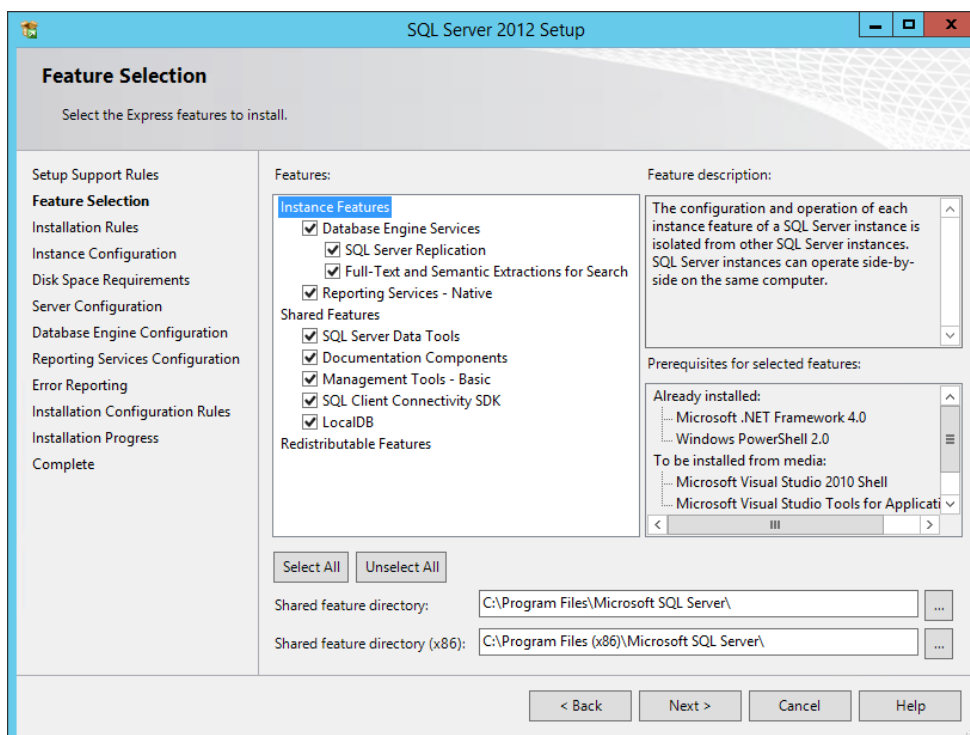 SQL Server 2012 Setup
Feature Selection
Select the Express features to install.
Setup Support Rules
Feature Selection
Installation Rules
Instance Configuration
Disk Space Requirements
Server Configuration
Database Engine Configuration
Reporting Services Configuration
Error Reporting
Installation Configuration Rules
Installation Progress
Complete
Features:
Instance Features
Database Engine Services
SQL Server Replication
Full-Text and Semantic Extractions for Search
Reporting Services - Native
Shared Features
SQL Server Data Tools
Documentation Components
Management Tools - Basic
SQL Client Connectivity SDK
LocalDB
Redistributable Features
Feature description:
The configuration and operation of each
instance feature of a SQL Server instance is
isolated from other SQL Server instances.
SQL Server instances can operate side-by-
side on the same computer.
Prerequisites for selected features:
Already installed:
Microsoft .NET Framework 4.0
Windows PowerShell 2.0
To be installed from media:
Microsoft Visual Studio 2010 Shell
Microsoft Visual Studio Tools for Applicati
Select All
Unselect All
Shared feature directory:
C:\Program Files\Microsoft SQL Server\
...
Shared feature directory (x86):
C:\Program Files (x86)\Microsoft SQL Server\
...
< Back
Next >
Cancel
Help